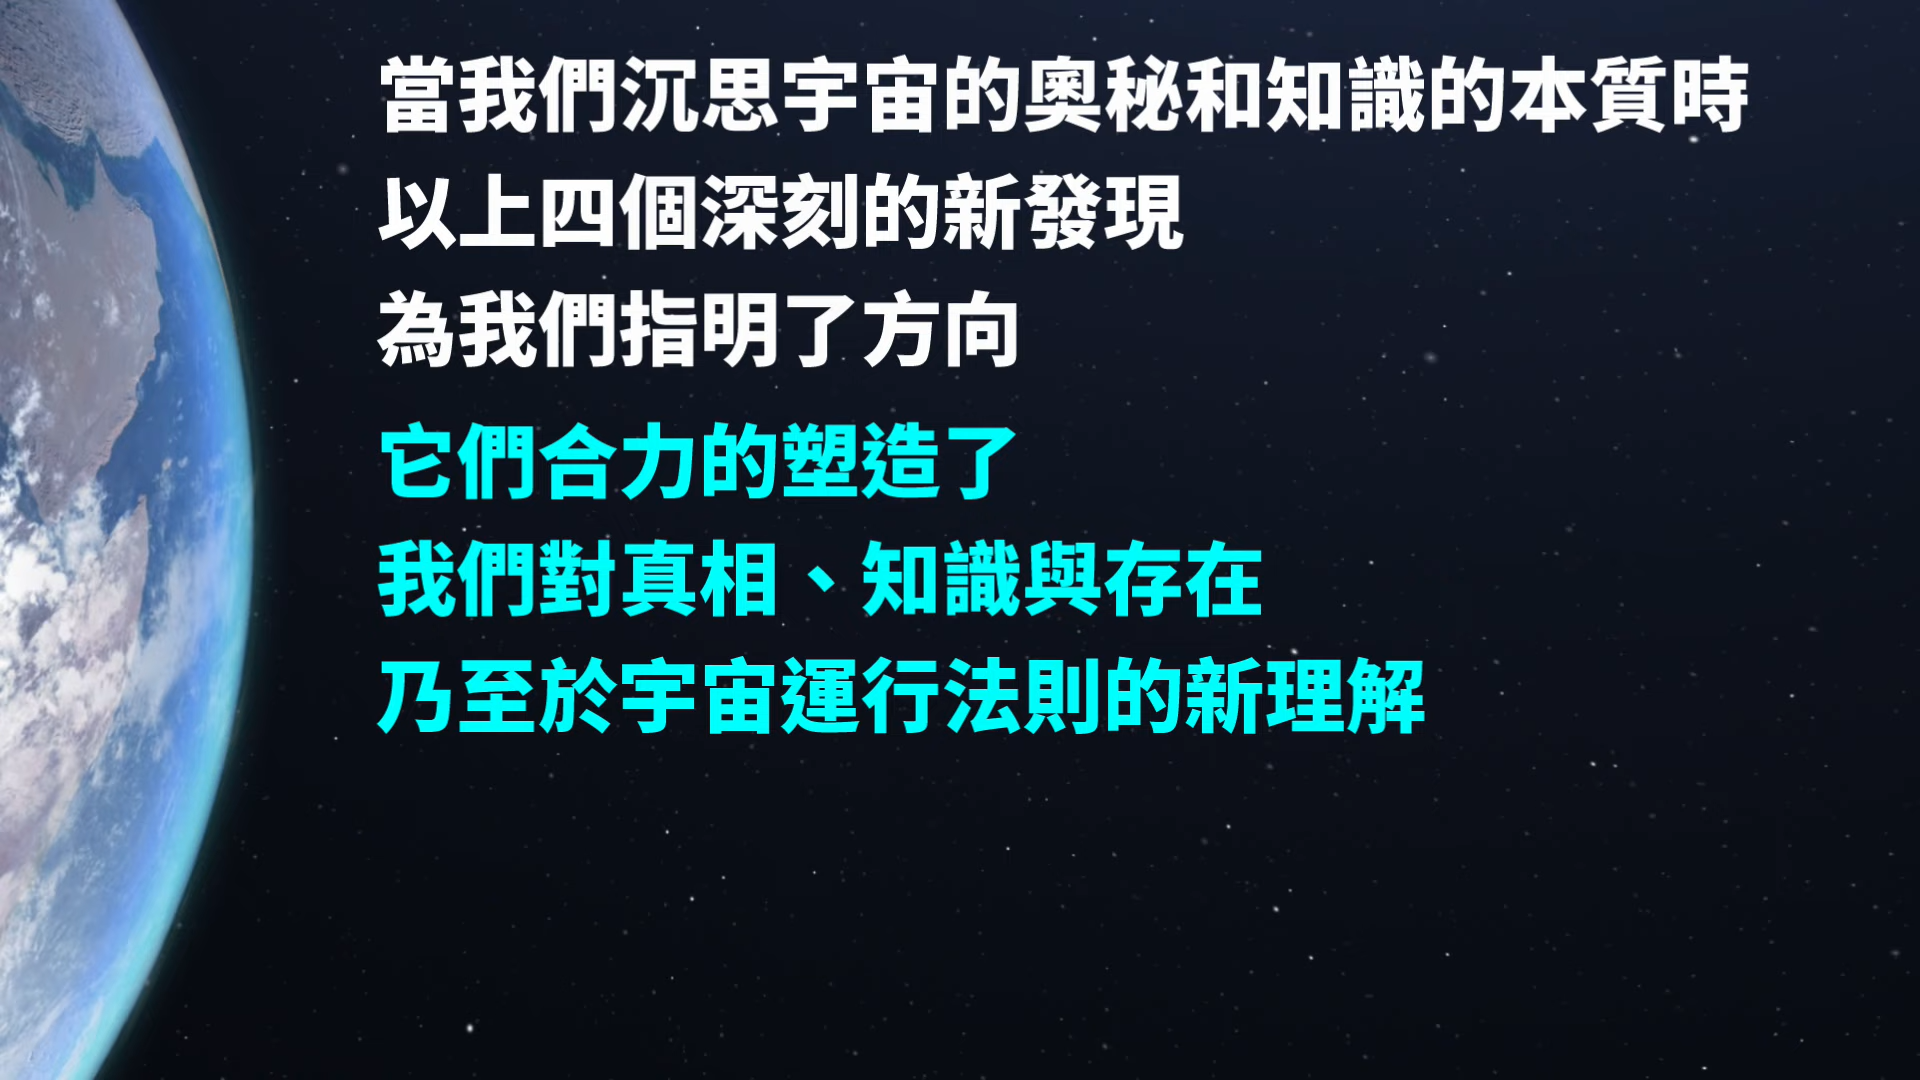 當我們沉思宇宙的奧秘和知識的本質時
以上四個深刻的新發現
為我們指明了方向
它們合力的塑造了
我們對真相、知識與存在
乃至於宇宙運行法則的新理解